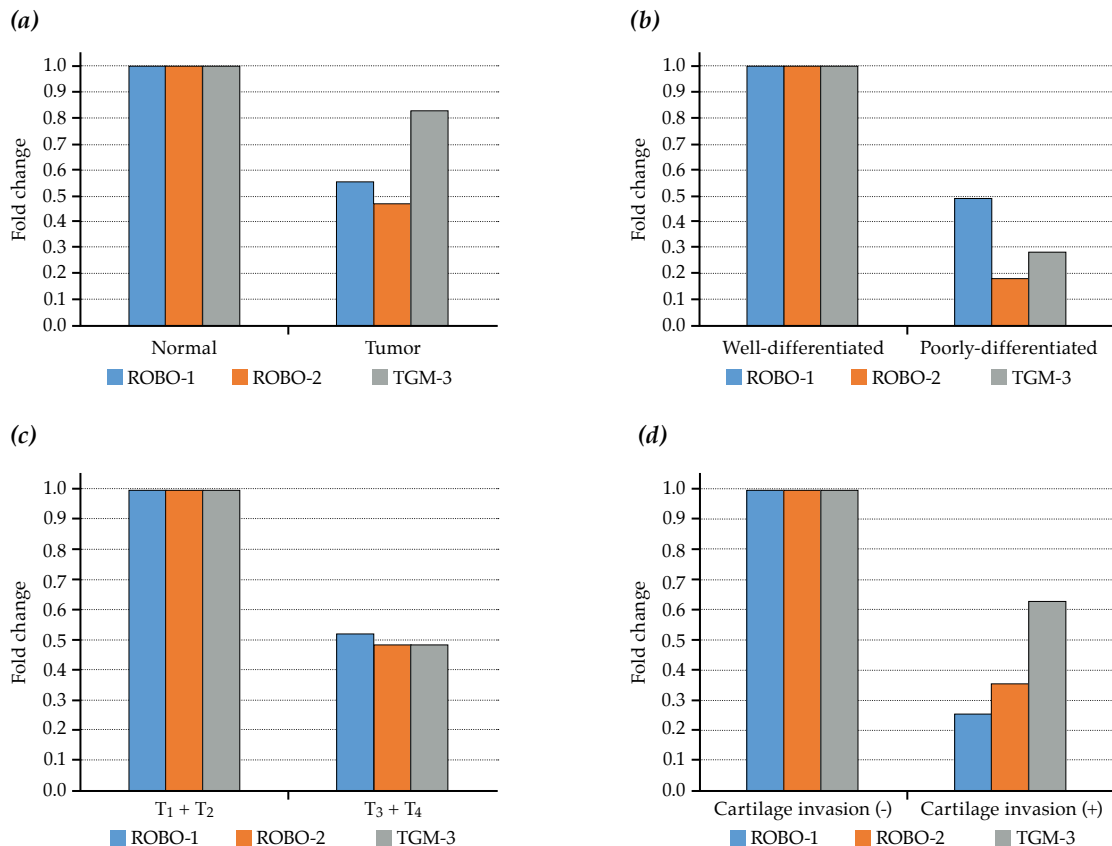 (a)
Fold change
1.0
0.9
0.8
0.7
0.6
0.5
0.4
0.3
0.2
0.1
0.0
Normal Tumor
ROBO-1 ROBO-2 TGM-3
(b)
Fold change
1.0
0.9
0.8
0.7
0.6
0.5
0.4
0.3
0.2
0.1
0.0
Well-differentiated Poorly-differentiated
ROBO-1 ROBO-2 TGM-3
(c)
Fold change
1.0
0.9
0.8
0.7
0.6
0.5
0.4
0.3
0.2
0.1
0.0
T₁ + T₂ T₃ + T₄
ROBO-1 ROBO-2 TGM-3
(d)
Fold change
1.0
0.9
0.8
0.7
0.6
0.5
0.4
0.3
0.2
0.1
0.0
Cartilage invasion (-) Cartilage invasion (+)
ROBO-1 ROBO-2 TGM-3